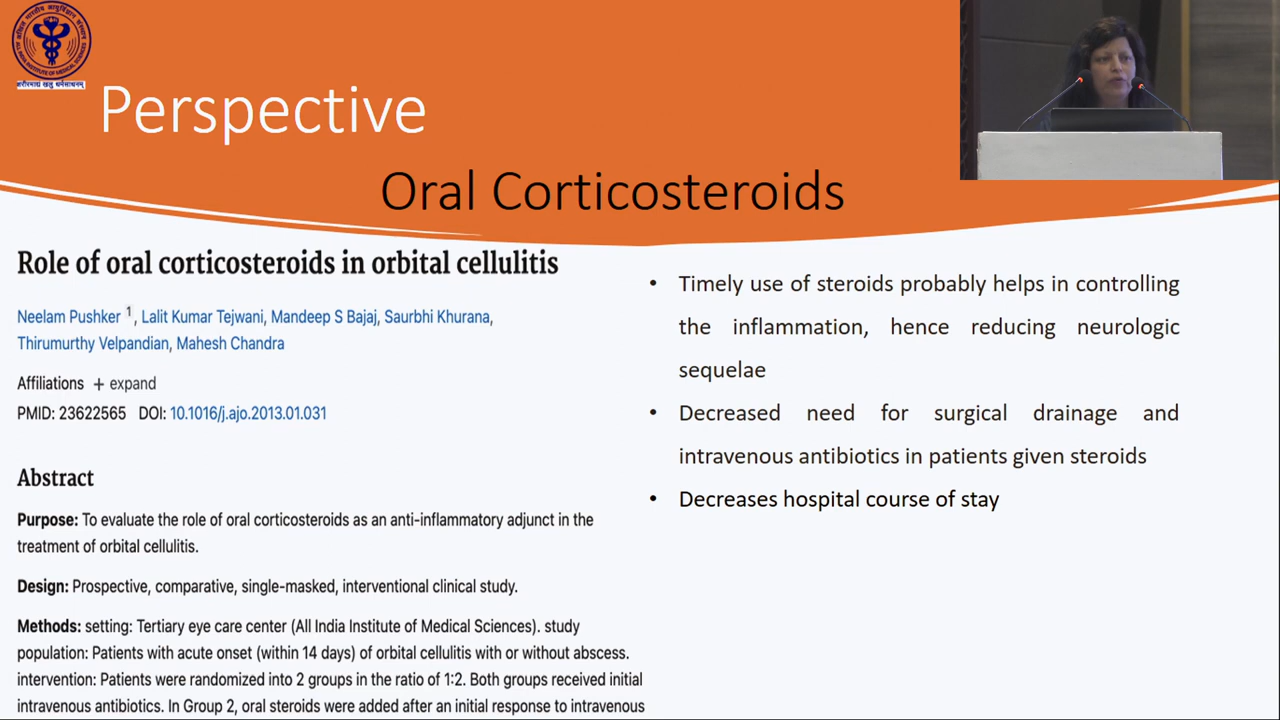 शरीरमाद्यं खलु धर्मसाधनम्
Perspective
Oral Corticosteroids
Role of oral corticosteroids in orbital cellulitis
Neelam Pushker 1, Lalit Kumar Tejwani, Mandeep S Bajaj, Saurbhi Khurana,
Thirumurthy Velpandian, Mahesh Chandra
Affiliations + expand
PMID: 23622565 DOI: 10.1016/j.ajo.2013.01.031
Abstract
Purpose: To evaluate the role of oral corticosteroids as an anti-inflammatory adjunct in the
treatment of orbital cellulitis.
Design: Prospective, comparative, single-masked, interventional clinical study.
Methods: setting: Tertiary eye care center (All India Institute of Medical Sciences). study
population: Patients with acute onset (within 14 days) of orbital cellulitis with or without abscess.
intervention: Patients were randomized into 2 groups in the ratio of 1:2. Both groups received initial
intravenous antibiotics. In Group 2, oral steroids were added after an initial response to intravenous
• Timely use of steroids probably helps in controlling
the inflammation, hence reducing neurologic
sequelae
• Decreased need for surgical drainage and
intravenous antibiotics in patients given steroids
• Decreases hospital course of stay